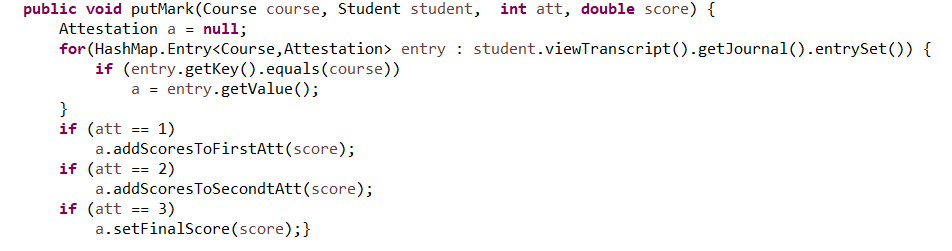 public void putMark(Course course, Student student,  int att, double score) {
    Attestation a = null;
    for(HashMap.Entry<Course,Attestation> entry : student.viewTranscript().getJournal().entrySet()) {
        if (entry.getKey().equals(course))
            a = entry.getValue();
    }
    if (att == 1)
        a.addScoresToFirstAtt(score);
    if (att == 2)
        a.addScoresToSecondtAtt(score);
    if (att == 3)
        a.setFinalScore(score);}